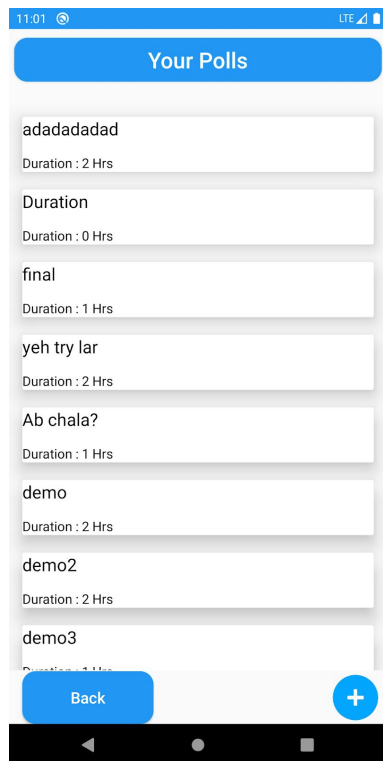 11:01 LTE
Your Polls
adadadadad
Duration : 2 Hrs
Duration
Duration : 0 Hrs
final
Duration : 1 Hrs
yeh try lar
Duration : 2 Hrs
Ab chala?
Duration : 1 Hrs
demo
Duration : 2 Hrs
demo2
Duration : 2 Hrs
demo3
Back
+